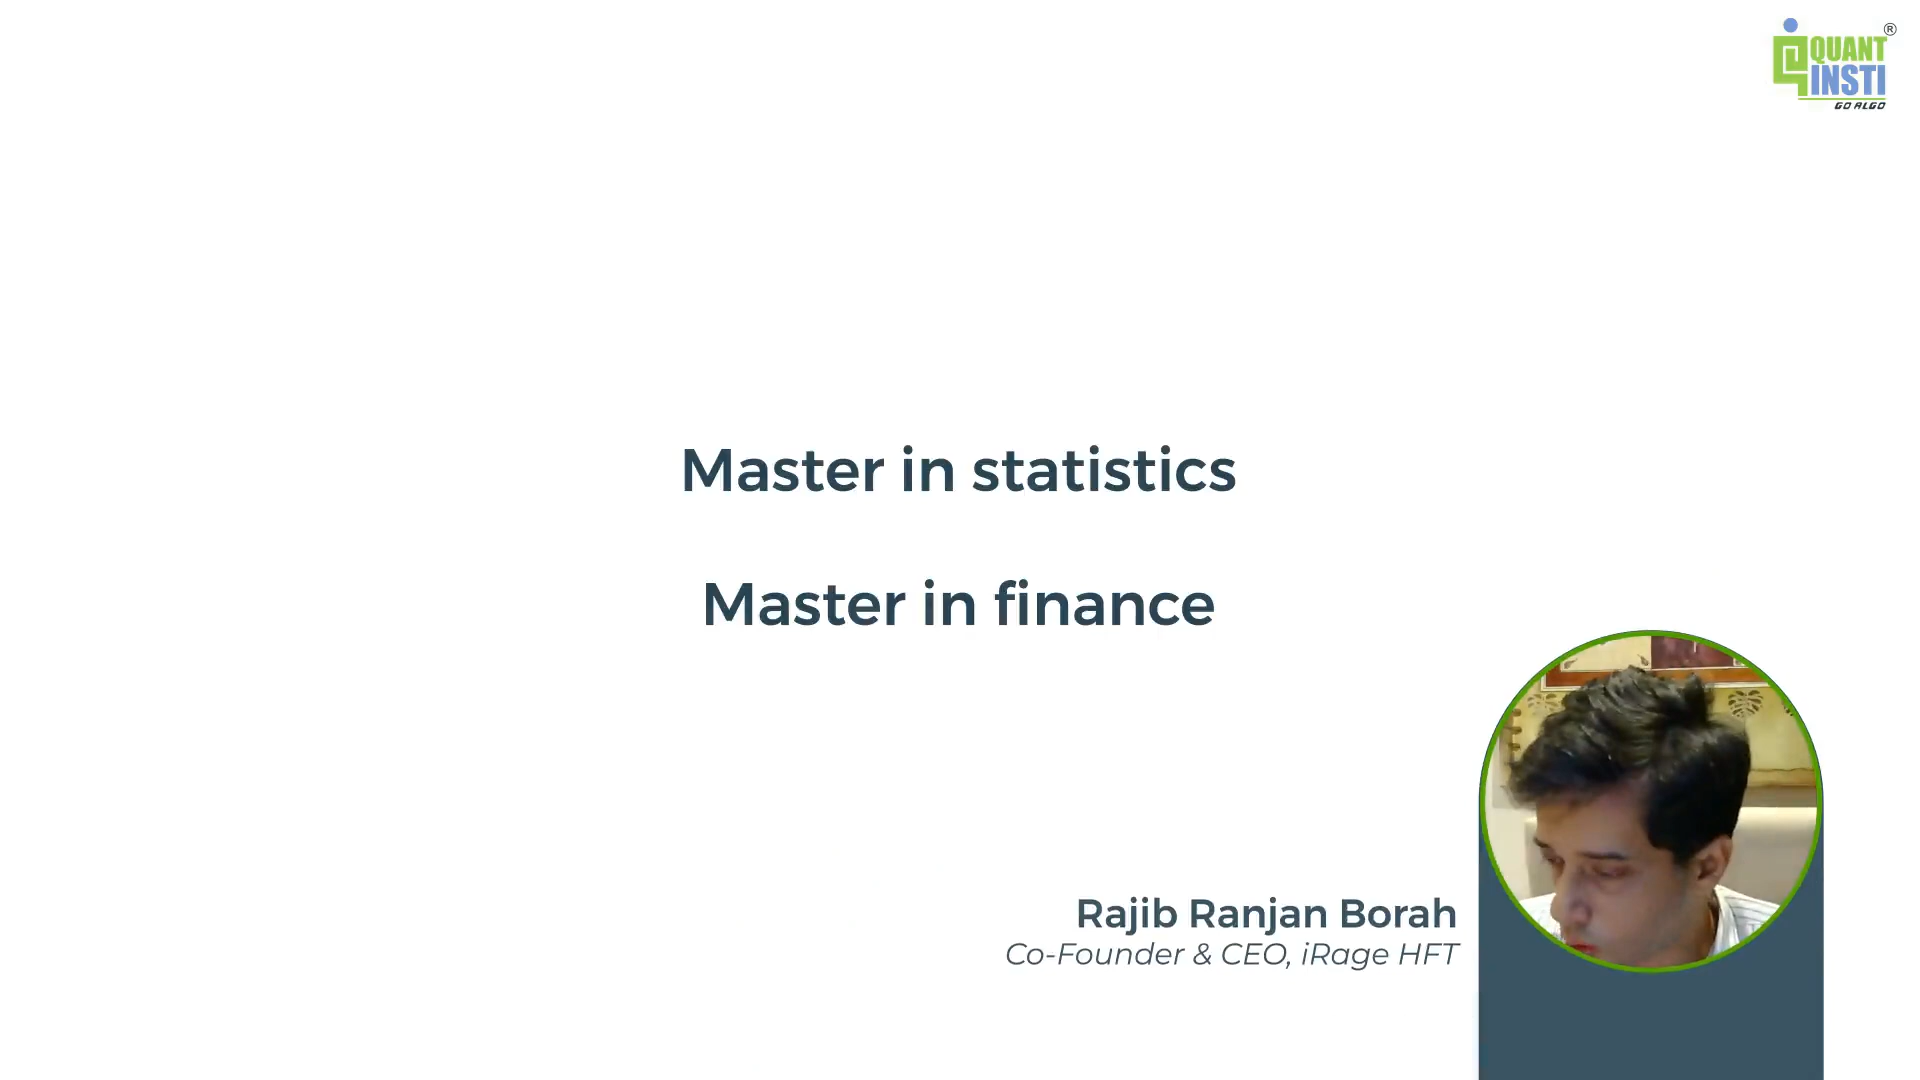 QUANT
INSTI
®
GO ALGO
Master in statistics
Master in finance
Rajib Ranjan Borah
Co-Founder & CEO, iRage HFT